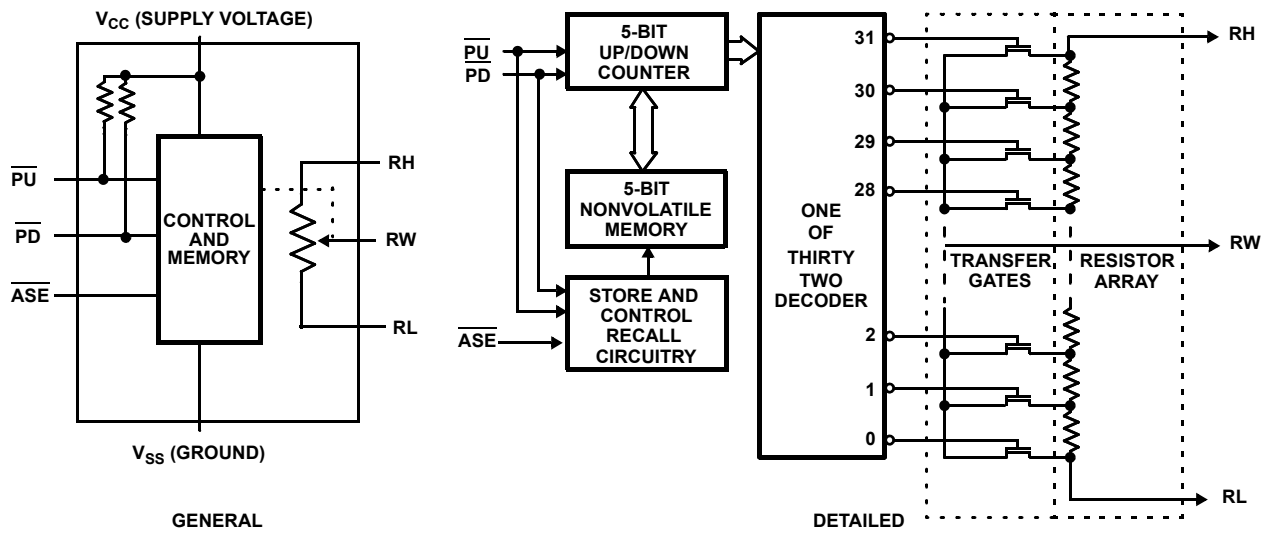 V_CC (SUPPLY VOLTAGE)
PU
PD
ASE
CONTROL
AND
MEMORY
RH
RW
RL
V_SS (GROUND)
GENERAL
PU
PD
ASE
5-BIT
UP/DOWN
COUNTER
5-BIT
NONVOLATILE
MEMORY
STORE AND
CONTROL
RECALL
CIRCUITRY
ONE
OF
THIRTY
TWO
DECODER
31
30
29
28
2
1
0
TRANSFER
GATES
RESISTOR
ARRAY
RH
RW
RL
DETAILED